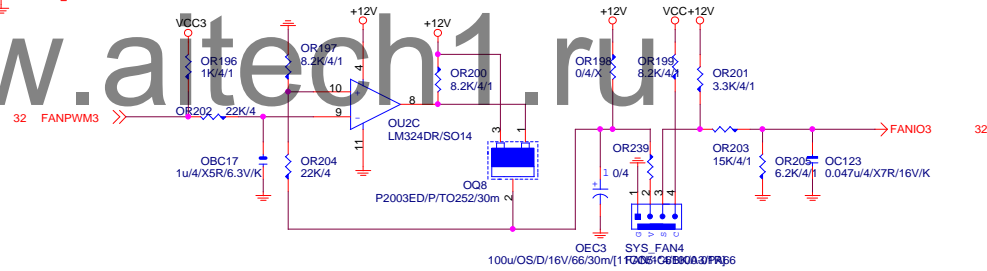 w.aitech1.ru
VCC3
+12V
+12V
+12V
VCC
+12V
OR196
1K/4/1
OR197
8.2K/4/1
OR200
8.2K/4/1
OR198
0/4/X
OR199
8.2K/4/1
OR201
3.3K/4/1
4
10
+
9
-
8
11
OU2C
LM324DR/SO14
32 FANPWM3
OR202 22K/4
3
1
OBC17
1u/4/X5R/6.3V/K
OR204
22K/4
OQ8
P2003ED/P/TO252/30m
2
OR239
0/4
1
+
1
2
3
4
G
V
S
C
OR203
15K/4/1
FANIO3 32
OR205
6.2K/4/1
OC123
0.047u/4/X7R/16V/K
OEC3
SYS_FAN4
100u/OS/D/16V/66/30m/